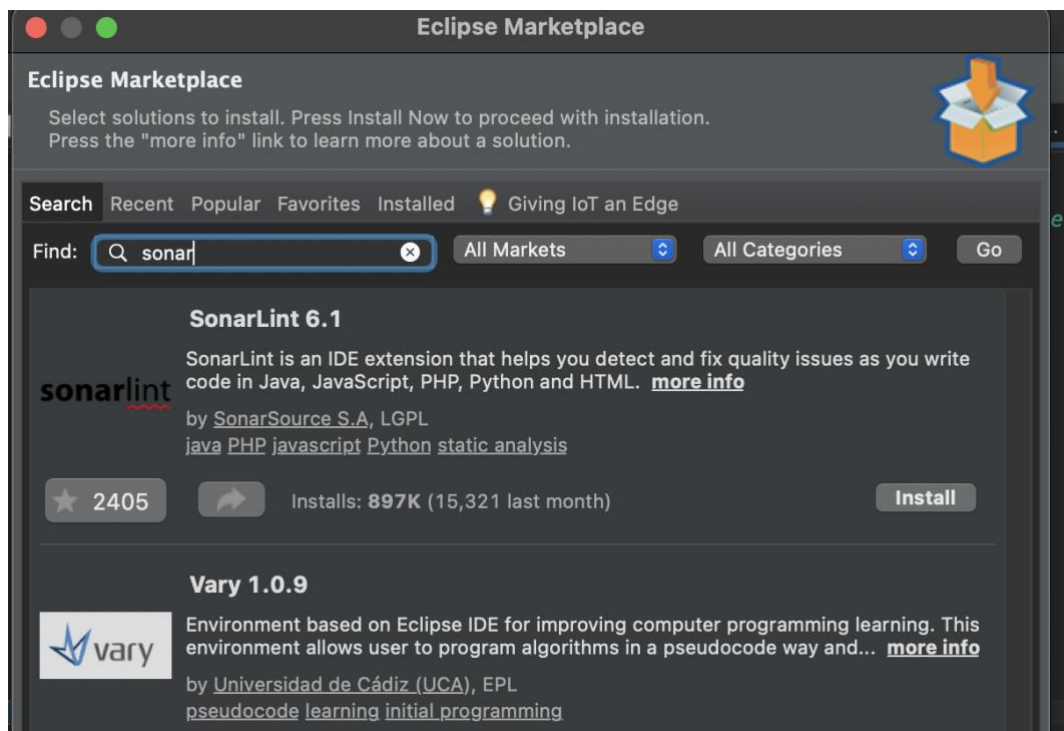 Eclipse Marketplace
Eclipse Marketplace
Select solutions to install. Press Install Now to proceed with installation.
Press the "more info" link to learn more about a solution.
Search Recent Popular Favorites Installed Giving IoT an Edge
Find: sonar All Markets All Categories Go
SonarLint 6.1
SonarLint is an IDE extension that helps you detect and fix quality issues as you write
code in Java, JavaScript, PHP, Python and HTML. more info
sonarlint
by SonarSource S.A, LGPL
java PHP javascript Python static analysis
2405 Installs: 897K (15,321 last month) Install
Vary 1.0.9
Environment based on Eclipse IDE for improving computer programming learning. This
environment allows user to program algorithms in a pseudocode way and... more info
vary
by Universidad de Cádiz (UCA), EPL
pseudocode learning initial programming